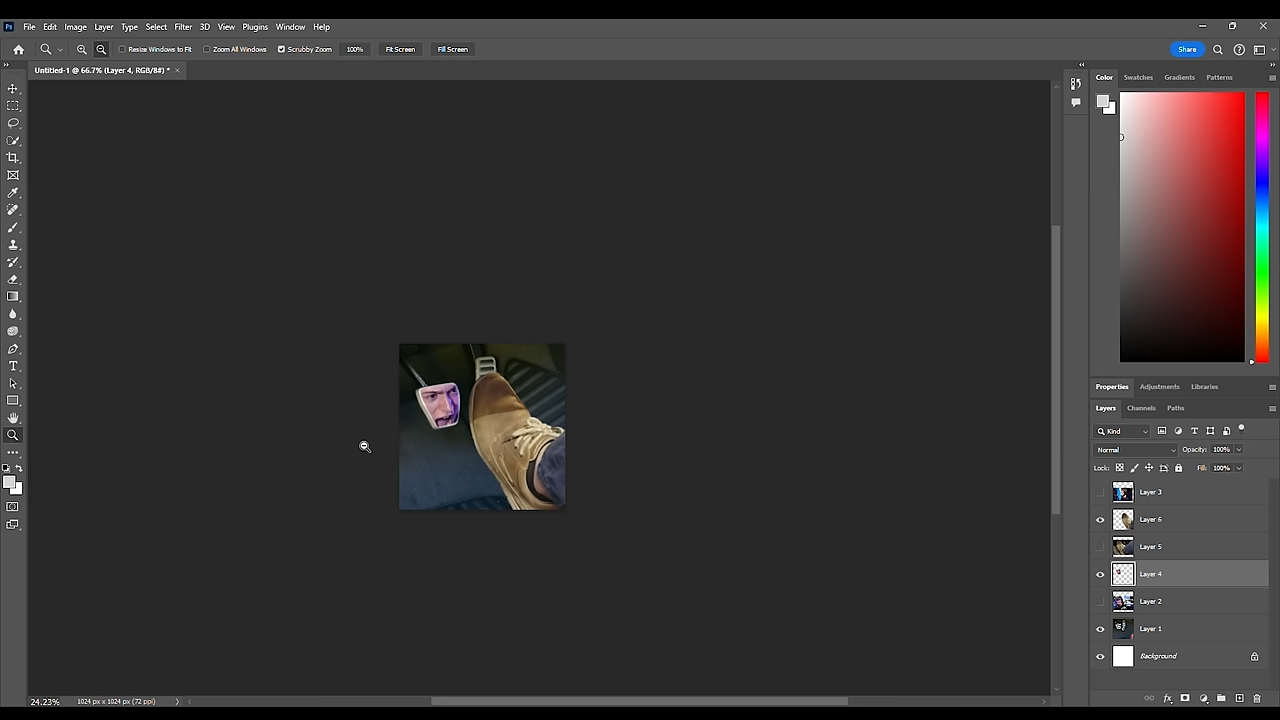 Ps File Edit Image Layer Type Select Filter 3D View Plugins Window Help
Resize Windows to Fit Zoom All Windows Scrubby Zoom 100% Fit Screen Fill Screen Share
Untitled-1 @ 66.7% (Layer 4, RGB/8#) * ×
Color Swatches Gradients Patterns
Properties Adjustments Libraries
Layers Channels Paths
Kind
Normal Opacity: 100%
Lock: Fill: 100%
Layer 3
Layer 6
Layer 5
Layer 4
Layer 2
Layer 1
Background
24.23% 1024 px x 1024 px (72 ppi)